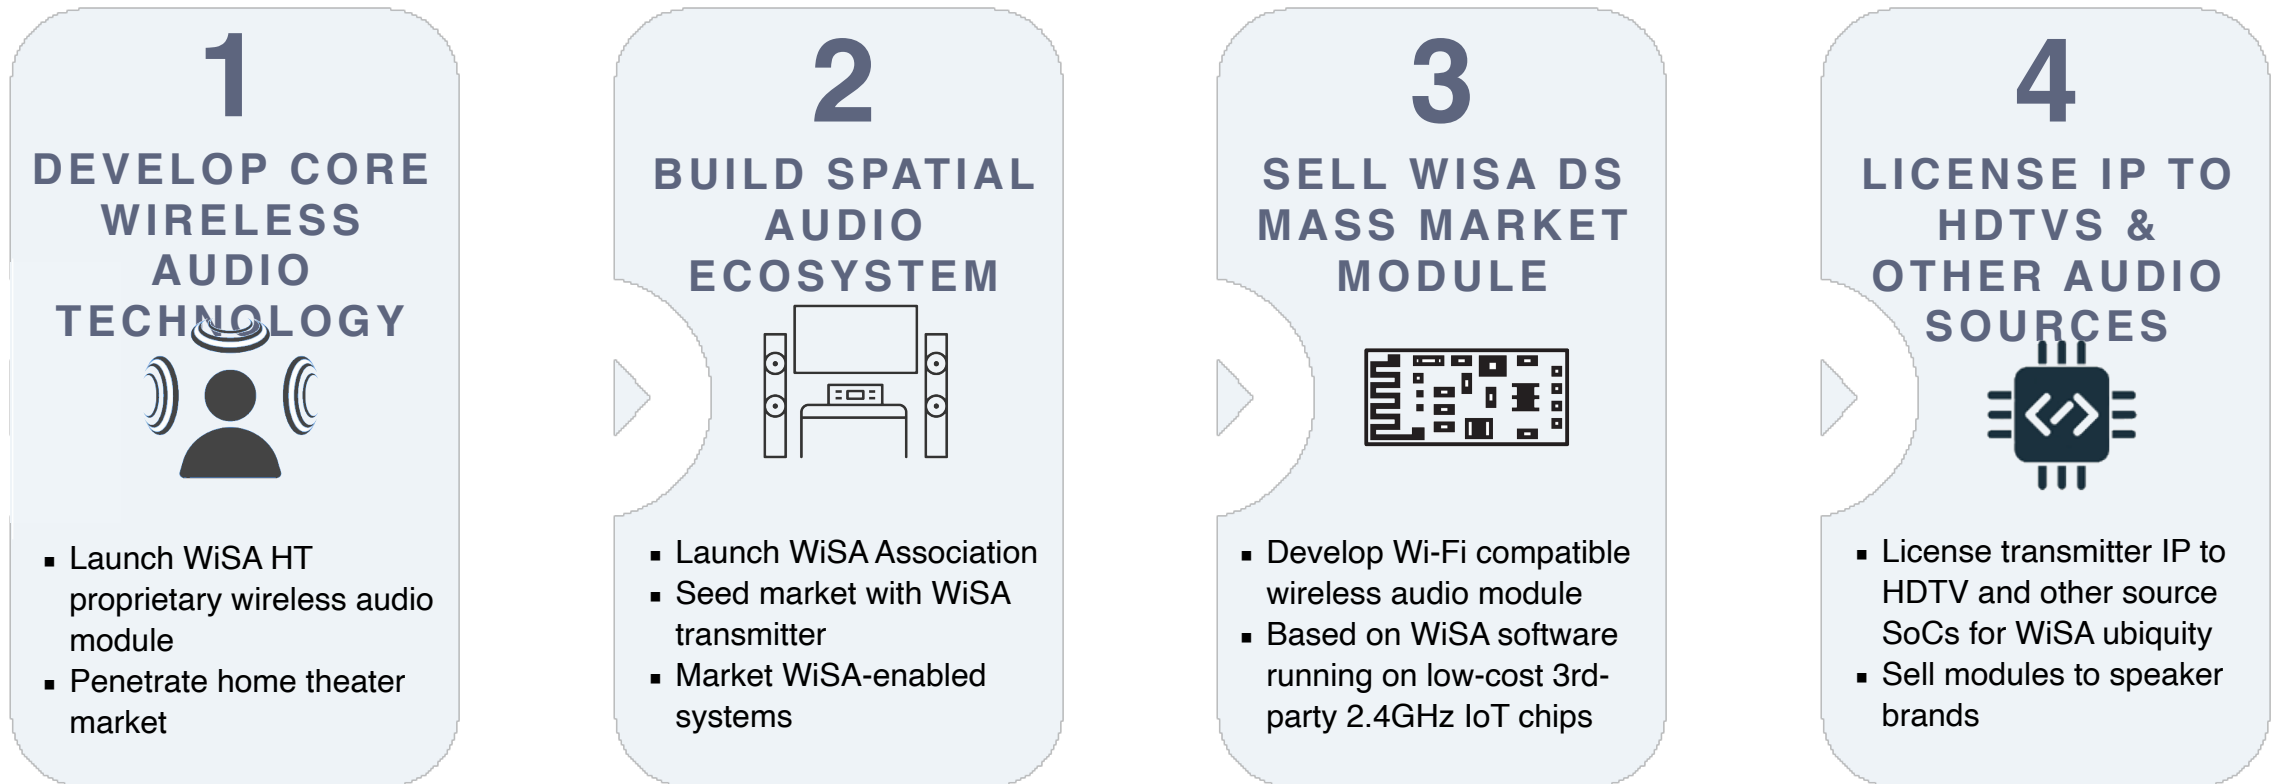 1
DEVELOP CORE
WIRELESS
AUDIO
TECHNOLOGY
▪ Launch WiSA HT
proprietary wireless audio
module
▪ Penetrate home theater
market
2
BUILD SPATIAL
AUDIO
ECOSYSTEM
▪ Launch WiSA Association
▪ Seed market with WiSA
transmitter
▪ Market WiSA-enabled
systems
3
SELL WISA DS
MASS MARKET
MODULE
▪ Develop Wi-Fi compatible
wireless audio module
▪ Based on WiSA software
running on low-cost 3rd-
party 2.4GHz IoT chips
4
LICENSE IP TO
HDTVS &
OTHER AUDIO
SOURCES
▪ License transmitter IP to
HDTV and other source
SoCs for WiSA ubiquity
▪ Sell modules to speaker
brands